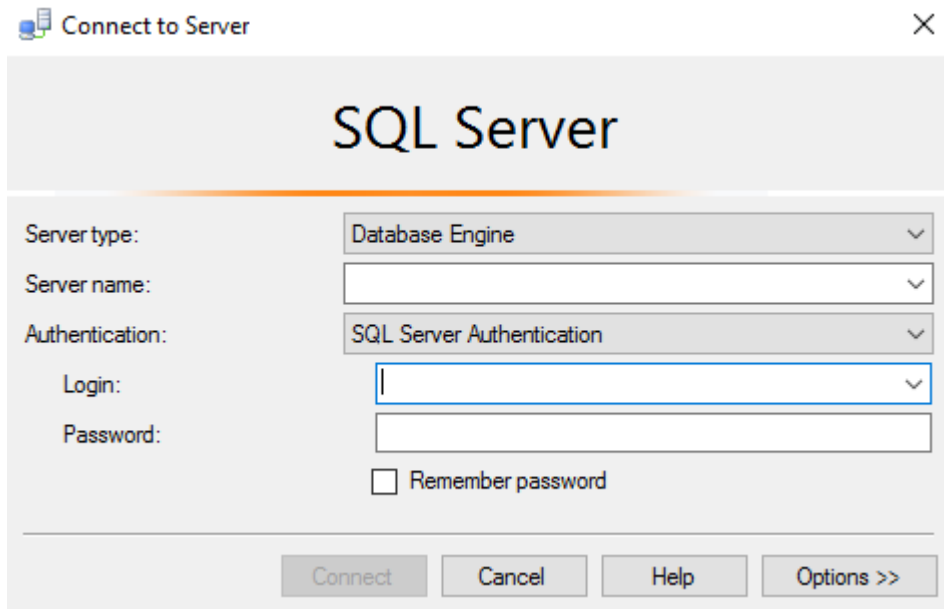 Connect to Server
SQL Server
Server type: Database Engine
Server name:
Authentication: SQL Server Authentication
Login:
Password:
Remember password
Connect Cancel Help Options >>